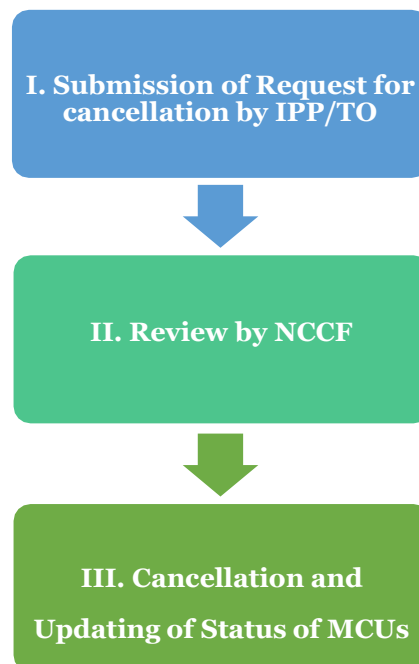 I. Submission of Request for
cancellation by IPP/TO
II. Review by NCCF
III. Cancellation and
Updating of Status of MCUs